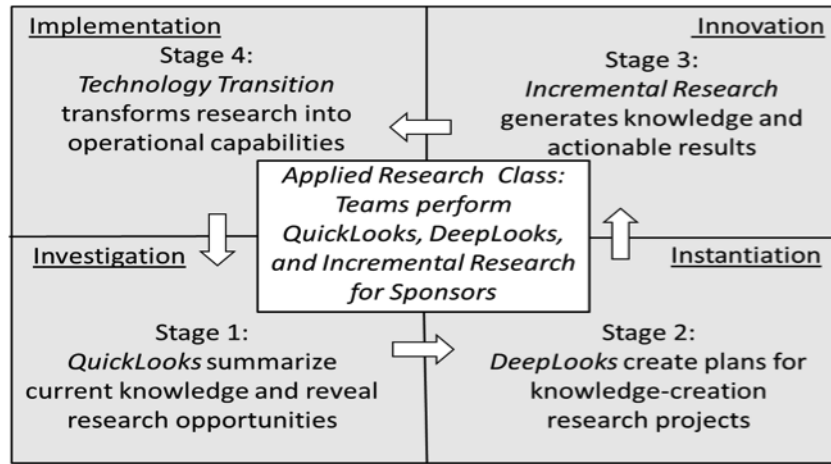 Implementation
Stage 4:
Technology Transition
transforms research into
operational capabilities
Innovation
Stage 3:
Incremental Research
generates knowledge and
actionable results
Applied Research Class:
Teams perform
QuickLooks, DeepLooks,
and Incremental Research
for Sponsors
Investigation
Stage 1:
QuickLooks summarize
current knowledge and reveal
research opportunities
Instantiation
Stage 2:
DeepLooks create plans for
knowledge-creation
research projects